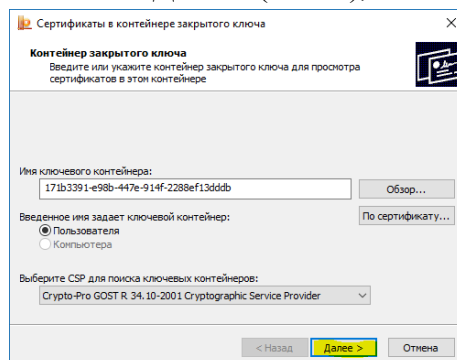 Сертификаты в контейнере закрытого ключа
Контейнер закрытого ключа
Введите или укажите контейнер закрытого ключа для просмотра
сертификатов в этом контейнере
Имя ключевого контейнера:
171b3391-e98b-447e-914f-2288ef13dddb
Обзор...
Введенное имя задает ключевой контейнер:
По сертификату...
Пользователя
Компьютера
Выберите CSP для поиска ключевых контейнеров:
Crypto-Pro GOST R 34.10-2001 Cryptographic Service Provider
< Назад
Далее >
Отмена